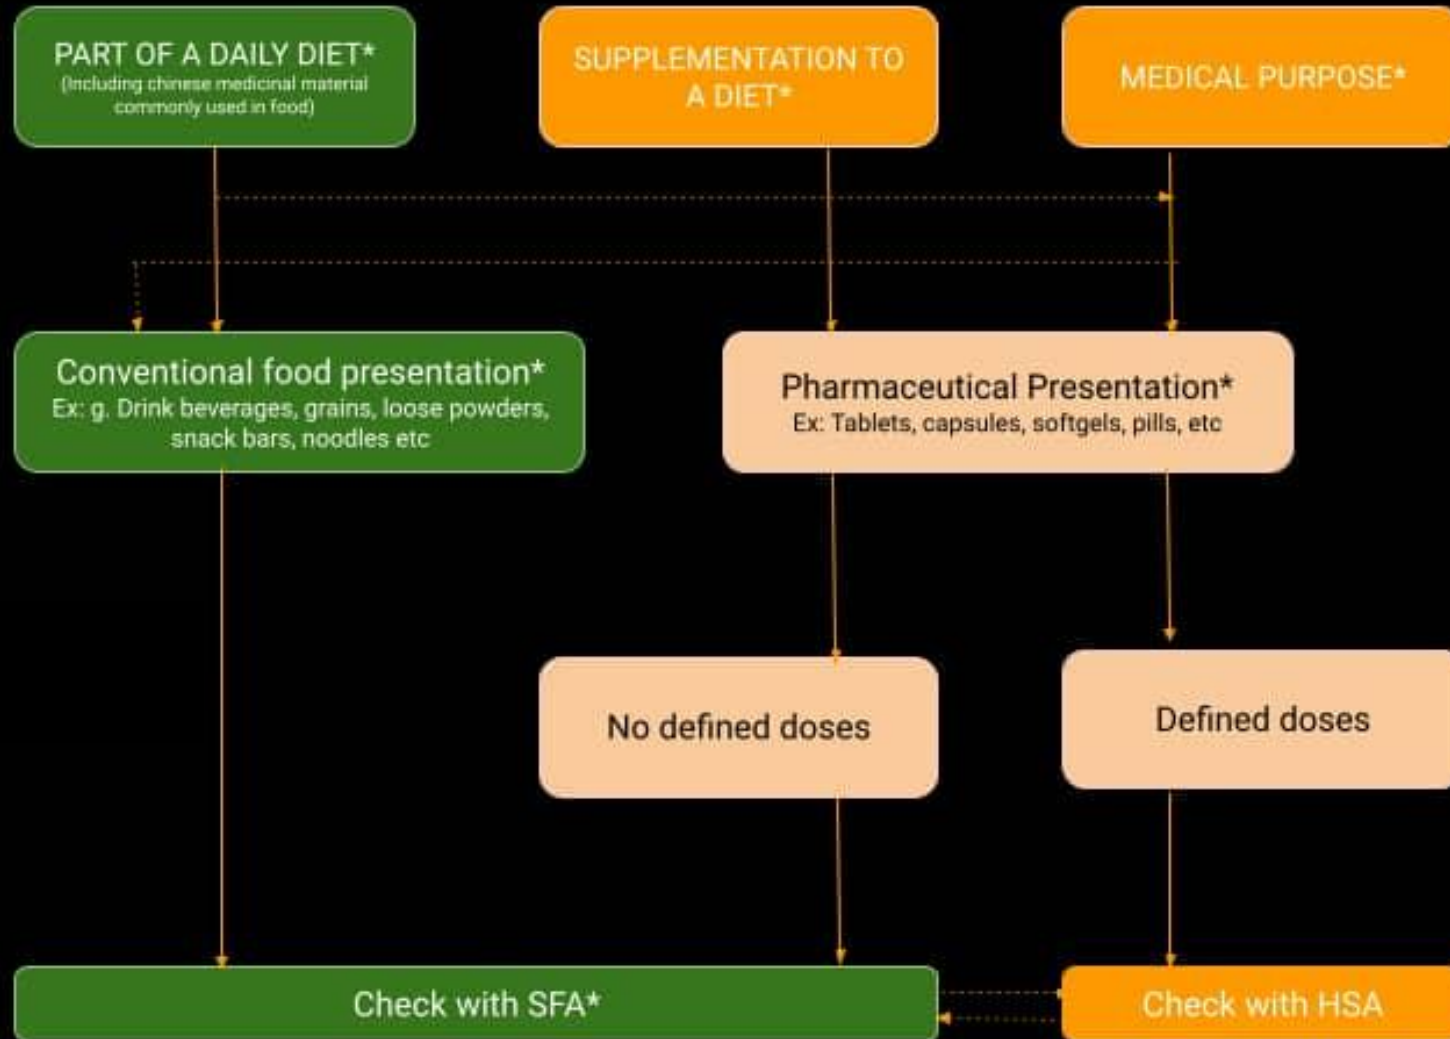 PART OF A DAILY DIET*
(Including chinese medicinal material
commonly used in food)
SUPPLEMENTATION TO
A DIET*
MEDICAL PURPOSE*
Conventional food presentation*
Ex: g. Drink beverages, grains, loose powders,
snack bars, noodles etc
Pharmaceutical Presentation*
Ex: Tablets, capsules, softgels, pills, etc
No defined doses
Defined doses
Check with SFA*
Check with HSA